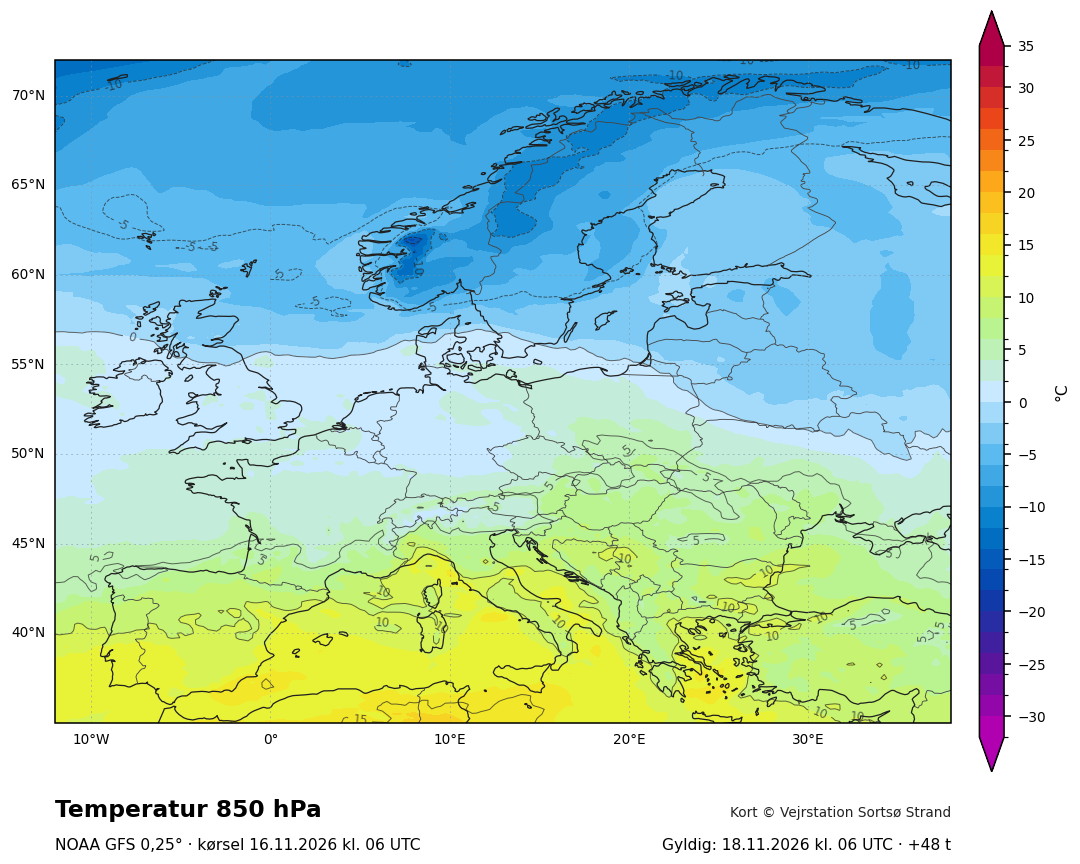 70°N
65°N
60°N
55°N
50°N
45°N
40°N
10°W 0° 10°E 20°E 30°E
35
30
25
20
15
10
5
0
−5
−10
−15
−20
−25
−30
°C
Temperatur 850 hPa
Kort © Vejrstation Sortsø Strand
NOAA GFS 0,25° · kørsel 16.11.2026 kl. 06 UTC
Gyldig: 18.11.2026 kl. 06 UTC · +48 t